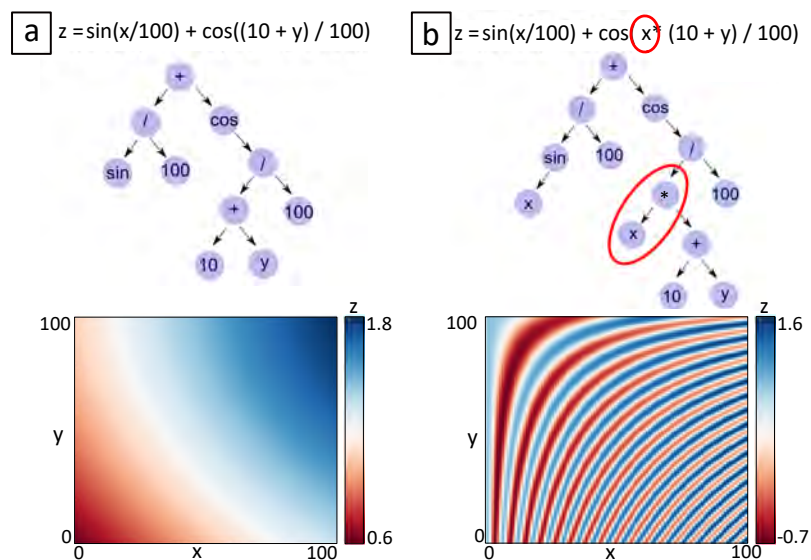 a z = sin(x/100) + cos((10 + y) / 100)
+
/ cos
sin 100 /
+ 100
10 y
z
100 1.8
y
0 0.6
0 x 100
b z = sin(x/100) + cos x* (10 + y) / 100)
+
/ cos
sin 100 /
x * 100
x +
10 y
z
100 1.6
y
0 -0.7
0 x 100